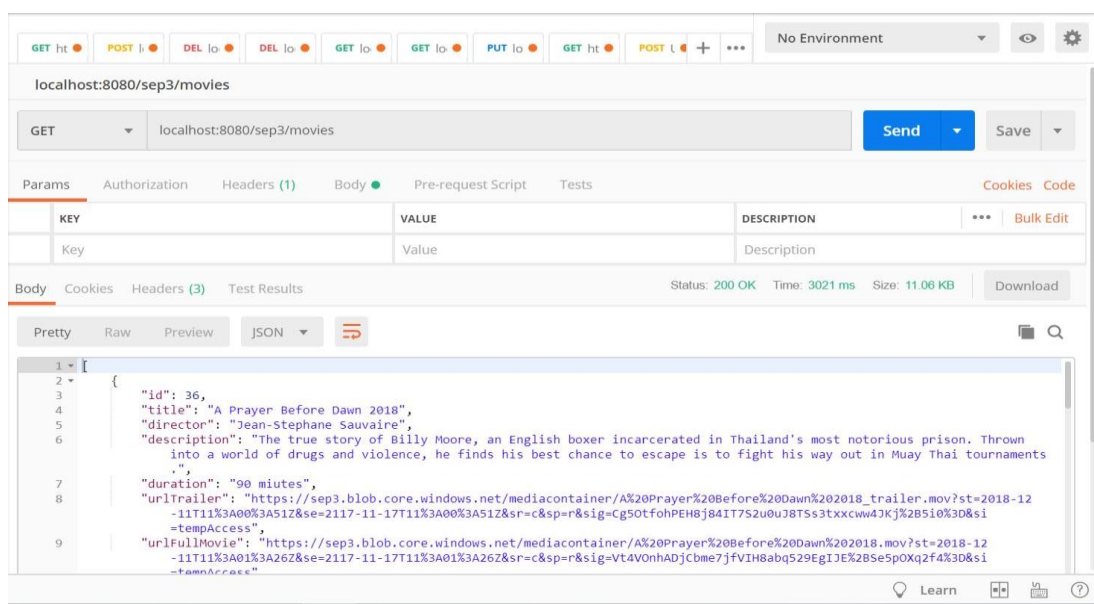 GET ht POST l DEL lo DEL lo GET lo GET lo PUT lo GET ht POST l + ••• No Environment
localhost:8080/sep3/movies
GET localhost:8080/sep3/movies Send Save
Params Authorization Headers (1) Body Pre-request Script Tests Cookies Code
KEY VALUE DESCRIPTION ••• Bulk Edit
Key Value Description
Body Cookies Headers (3) Test Results Status: 200 OK Time: 3021 ms Size: 11.06 KB Download
Pretty Raw Preview JSON
1 [
2 {
3 "id": 36,
4 "title": "A Prayer Before Dawn 2018",
5 "director": "Jean-Stephane Sauvaire",
6 "description": "The true story of Billy Moore, an English boxer incarcerated in Thailand's most notorious prison. Thrown
into a world of drugs and violence, he finds his best chance to escape is to fight his way out in Muay Thai tournaments
.",
7 "duration": "90 miutes",
8 "urlTrailer": "https://sep3.blob.core.windows.net/mediacontainer/A%20Prayer%20Before%20Dawn%202018_trailer.mov?st=2018-12
-11T11%3A00%3A51Z&se=2117-11-17T11%3A00%3A51Z&sr=c&sp=r&sig=Cg5OtfohPEH8j84IT7S2u0uJ8TSs3txxcww4JKj%2B5i0%3D&si
=tempAccess",
9 "urlFullMovie": "https://sep3.blob.core.windows.net/mediacontainer/A%20Prayer%20Before%20Dawn%202018.mov?st=2018-12
-11T11%3A01%3A26Z&se=2117-11-17T11%3A01%3A26Z&sr=c&sp=r&sig=Vt4VOnhADjCbme7jfVIH8abq529EgIJE%2BSe5pOXq2f4%3D&si
=tempAccess"
Learn